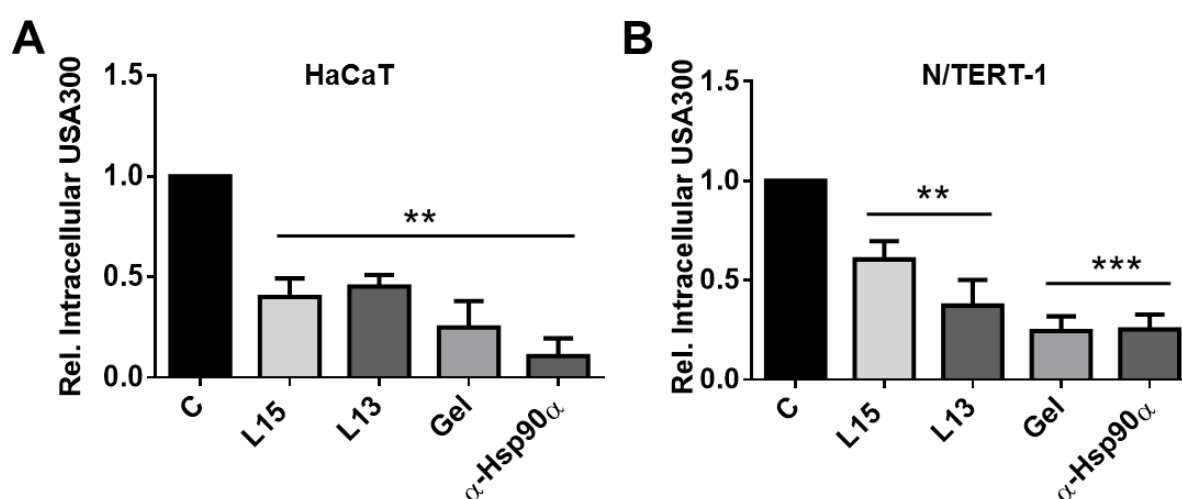 A
HaCaT
Rel. Intracellular USA300
1.5
1.0
0.5
0.0
**
C
L15
L13
Gel
α-Hsp90α
B
N/TERT-1
Rel. Intracellular USA300
1.5
1.0
0.5
0.0
**
***
C
L15
L13
Gel
α-Hsp90α